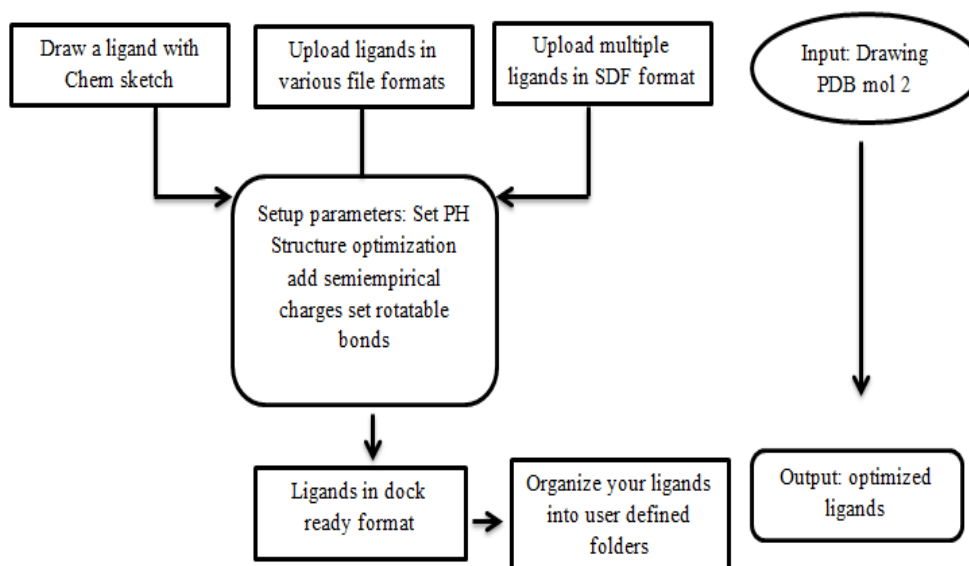 Draw a ligand with
Chem sketch
Upload ligands in
various file formats
Upload multiple
ligands in SDF format
Input: Drawing
PDB mol 2
Setup parameters: Set PH
Structure optimization
add semiempirical
charges set rotatable
bonds
Ligands in dock
ready format
Organize your ligands
into user defined
folders
Output: optimized
ligands